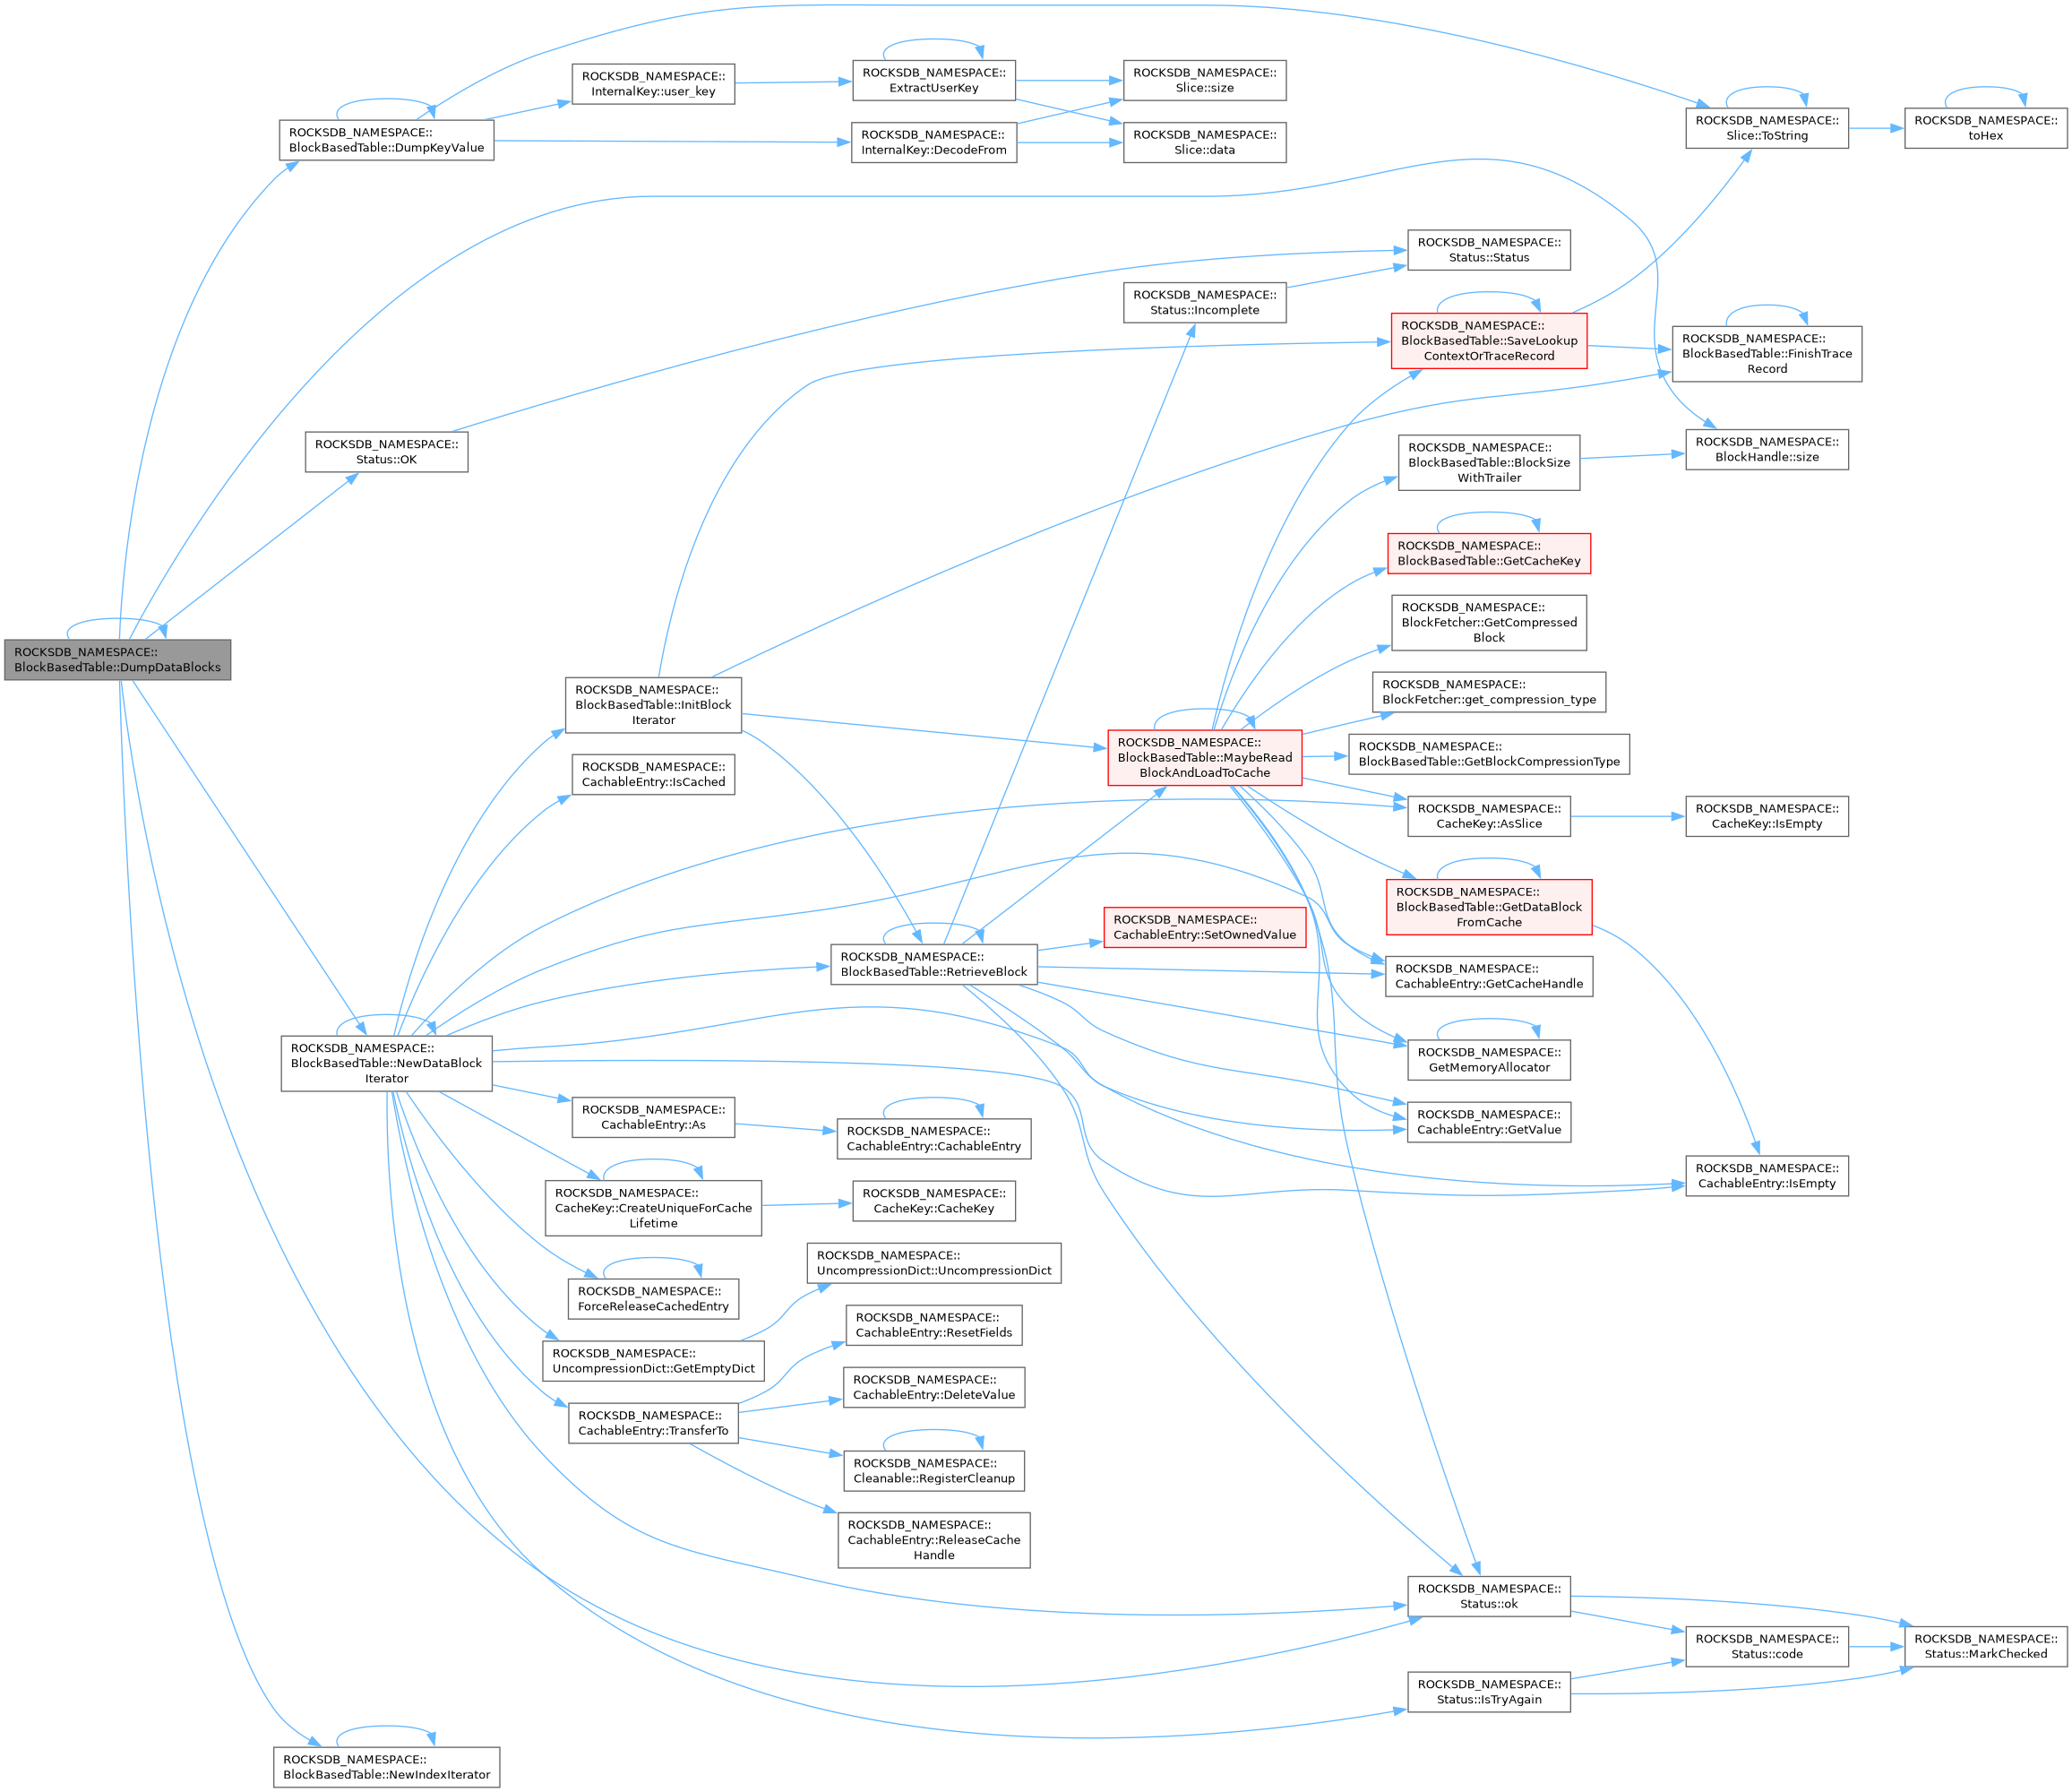 ROCKSDB_NAMESPACE::
BlockBasedTable::DumpDataBlocks
ROCKSDB_NAMESPACE::
BlockBasedTable::DumpKeyValue
ROCKSDB_NAMESPACE::
Status::OK
ROCKSDB_NAMESPACE::
BlockBasedTable::NewDataBlock
Iterator
ROCKSDB_NAMESPACE::
BlockBasedTable::NewIndexIterator
ROCKSDB_NAMESPACE::
InternalKey::user_key
ROCKSDB_NAMESPACE::
BlockBasedTable::InitBlock
Iterator
ROCKSDB_NAMESPACE::
CachableEntry::IsCached
ROCKSDB_NAMESPACE::
CachableEntry::As
ROCKSDB_NAMESPACE::
CacheKey::CreateUniqueForCache
Lifetime
ROCKSDB_NAMESPACE::
ForceReleaseCachedEntry
ROCKSDB_NAMESPACE::
UncompressionDict::GetEmptyDict
ROCKSDB_NAMESPACE::
CachableEntry::TransferTo
ROCKSDB_NAMESPACE::
ExtractUserKey
ROCKSDB_NAMESPACE::
InternalKey::DecodeFrom
ROCKSDB_NAMESPACE::
BlockBasedTable::RetrieveBlock
ROCKSDB_NAMESPACE::
CachableEntry::CachableEntry
ROCKSDB_NAMESPACE::
CacheKey::CacheKey
ROCKSDB_NAMESPACE::
UncompressionDict::UncompressionDict
ROCKSDB_NAMESPACE::
CachableEntry::ResetFields
ROCKSDB_NAMESPACE::
CachableEntry::DeleteValue
ROCKSDB_NAMESPACE::
Cleanable::RegisterCleanup
ROCKSDB_NAMESPACE::
CachableEntry::ReleaseCache
Handle
ROCKSDB_NAMESPACE::
Slice::size
ROCKSDB_NAMESPACE::
Slice::data
ROCKSDB_NAMESPACE::
Status::Incomplete
ROCKSDB_NAMESPACE::
BlockBasedTable::MaybeRead
BlockAndLoadToCache
ROCKSDB_NAMESPACE::
CachableEntry::SetOwnedValue
ROCKSDB_NAMESPACE::
Status::Status
ROCKSDB_NAMESPACE::
BlockBasedTable::SaveLookup
ContextOrTraceRecord
ROCKSDB_NAMESPACE::
BlockBasedTable::BlockSize
WithTrailer
ROCKSDB_NAMESPACE::
BlockBasedTable::GetCacheKey
ROCKSDB_NAMESPACE::
BlockFetcher::GetCompressed
Block
ROCKSDB_NAMESPACE::
BlockFetcher::get_compression_type
ROCKSDB_NAMESPACE::
BlockBasedTable::GetBlockCompressionType
ROCKSDB_NAMESPACE::
CacheKey::AsSlice
ROCKSDB_NAMESPACE::
BlockBasedTable::GetDataBlock
FromCache
ROCKSDB_NAMESPACE::
CachableEntry::GetCacheHandle
ROCKSDB_NAMESPACE::
GetMemoryAllocator
ROCKSDB_NAMESPACE::
CachableEntry::GetValue
ROCKSDB_NAMESPACE::
Status::ok
ROCKSDB_NAMESPACE::
Status::IsTryAgain
ROCKSDB_NAMESPACE::
Slice::ToString
ROCKSDB_NAMESPACE::
BlockBasedTable::FinishTrace
Record
ROCKSDB_NAMESPACE::
BlockHandle::size
ROCKSDB_NAMESPACE::
CacheKey::IsEmpty
ROCKSDB_NAMESPACE::
CachableEntry::IsEmpty
ROCKSDB_NAMESPACE::
Status::code
ROCKSDB_NAMESPACE::
toHex
ROCKSDB_NAMESPACE::
Status::MarkChecked